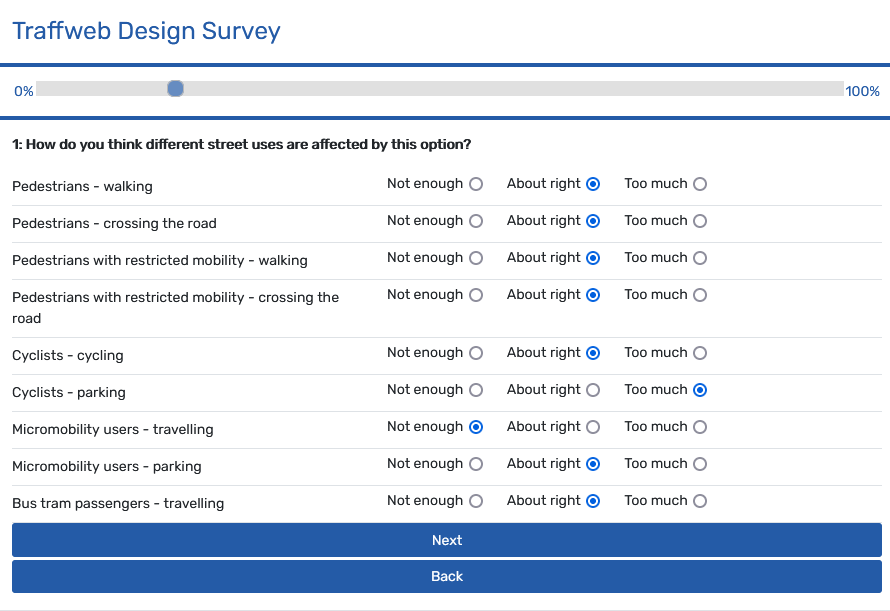 Traffweb Design Survey
0% 100%
1: How do you think different street uses are affected by this option?
Pedestrians - walking Not enough About right Too much
Pedestrians - crossing the road Not enough About right Too much
Pedestrians with restricted mobility - walking Not enough About right Too much
Pedestrians with restricted mobility - crossing the Not enough About right Too much
road
Cyclists - cycling Not enough About right Too much
Cyclists - parking Not enough About right Too much
Micromobility users - travelling Not enough About right Too much
Micromobility users - parking Not enough About right Too much
Bus tram passengers - travelling Not enough About right Too much
Next
Back